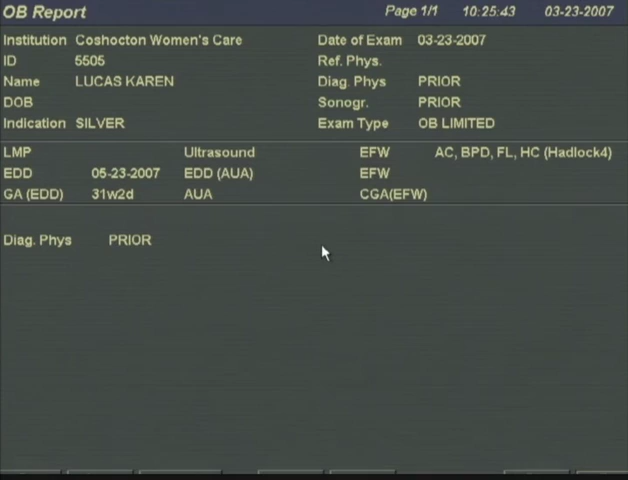 OB Report Page 1/1 10:25:43 03-23-2007
Institution Coshocton Women's Care Date of Exam 03-23-2007
ID 5505 Ref. Phys.
Name LUCAS KAREN Diag. Phys PRIOR
DOB Sonogr. PRIOR
Indication SILVER Exam Type OB LIMITED
LMP Ultrasound EFW AC, BPD, FL, HC (Hadlock4)
EDD 05-23-2007 EDD (AUA) EFW
GA (EDD) 31w2d AUA CGA(EFW)
Diag. Phys PRIOR